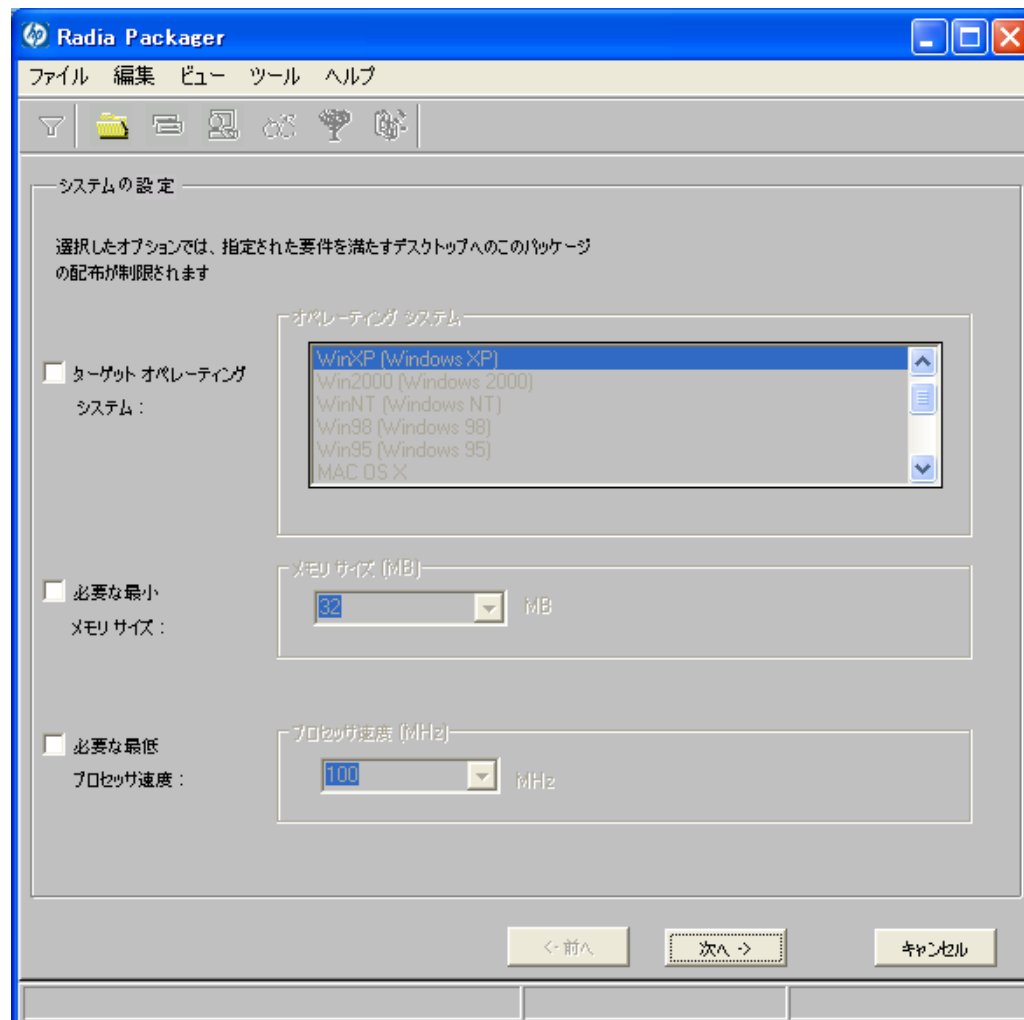 Radia Packager
ファイル 編集 ビュー ツール ヘルプ
システムの設定
選択したオプションでは、指定された要件を満たすデスクトップへのこのパッケージ
の配布が制限されます
オペレーティング システム
ターゲット オペレーティング
システム :
WinXP (Windows XP)
Win2000 (Windows 2000)
WinNT (Windows NT)
Win98 (Windows 98)
Win95 (Windows 95)
MAC OS X
メモリ サイズ (MB)
必要な最小
メモリ サイズ :
32 MB
プロセッサ速度 (MHz)
必要な最低
プロセッサ速度 :
100 MHz
<- 前へ 次へ -> キャンセル